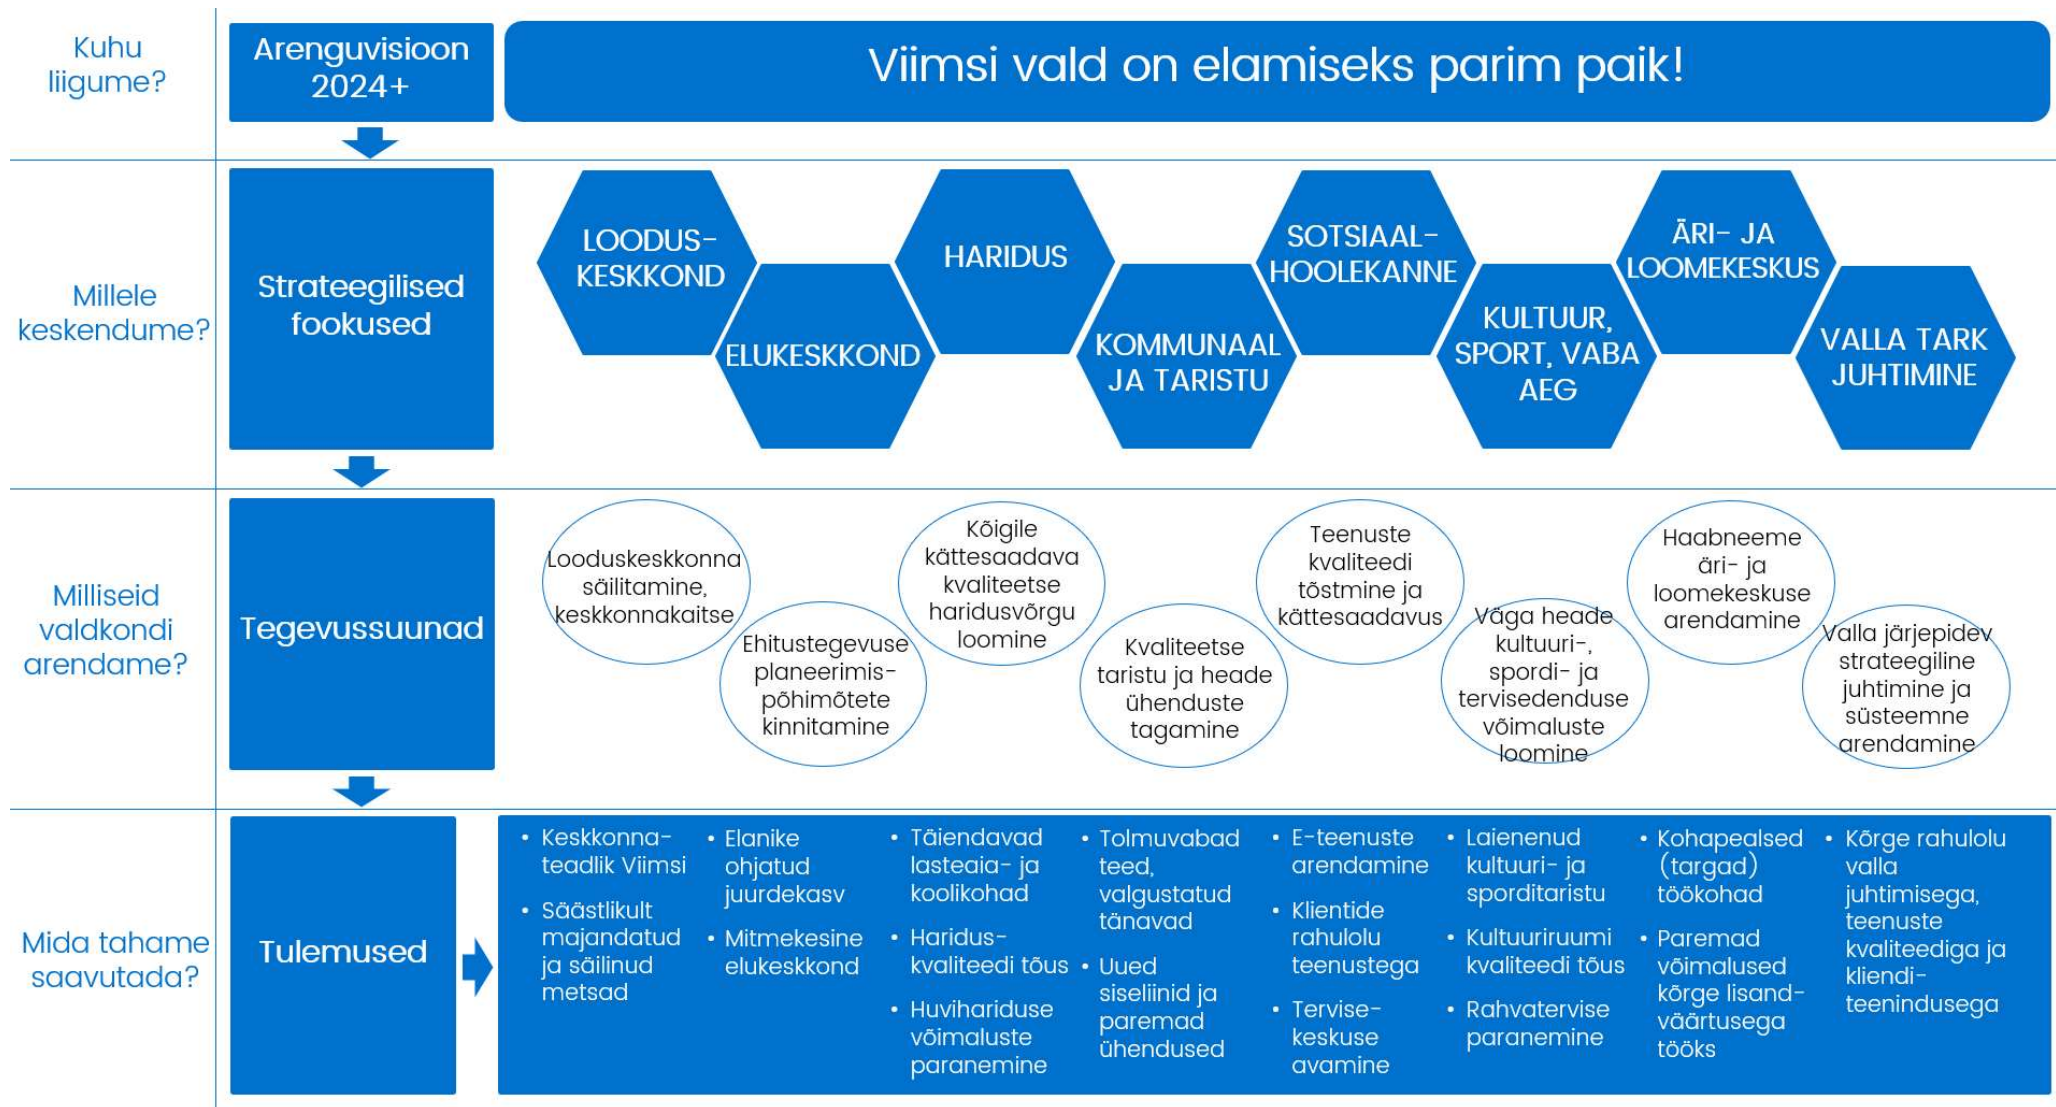 Kuhu
liigume?
Arenguvisioon
2024+
Viimsi vald on elamiseks parim paik!
Millele
keskendume?
Strateegilised
fookused
LOODUS-
KESKKOND
ELUKESKKOND
HARIDUS
KOMMUNAAL
JA TARISTU
SOTSIAAL-
HOOLEKANNE
KULTUUR,
SPORT, VABA
AEG
ÄRI- JA
LOOMEKESKUS
VALLA TARK
JUHTIMINE
Milliseid
valdkondi
arendame?
Tegevussuunad
Looduskeskkonna
säilitamine,
keskkonnakaitse
Ehitustegevuse
planeerimis-
põhimõtete
kinnitamine
Kõigile
kättesaadava
kvaliteetse
haridusvõrgu
loomine
Kvaliteetse
taristu ja heade
ühenduste
tagamine
Teenuste
kvaliteedi
tõstmine ja
kättesaadavus
Väga heade
kultuuri-,
spordi- ja
tervisedenduse
võimaluste
loomine
Haabneeme
äri- ja
loomekeskuse
arendamine
Valla järjepidev
strateegiline
juhtimine ja
süsteemne
arendamine
Mida tahame
saavutada?
Tulemused
• Keskkonna-
teadlik Viimsi
• Säästlikult
majandatud
ja säilinud
metsad
• Elanike
ohjatud
juurdekasv
• Mitmekesine
elukeskkond
• Täiendavad
lasteaia- ja
koolikohad
• Haridus-
kvaliteedi tõus
• Huvihariduse
võimaluste
paranemine
• Tolmuvabad
teed,
valgustatud
tänavad
• Uued
siseliinid ja
paremad
ühendused
• E-teenuste
arendamine
• Klientide
rahulolu
teenustega
• Tervise-
keskuse
avamine
• Laienenud
kultuuri- ja
sporditaristu
• Kultuuriruumi
kvaliteedi tõus
• Rahvatervise
paranemine
• Kohapealsed
(targad)
töökohad
• Paremad
võimalused
kõrge lisand-
väärtusega
tööks
• Kõrge rahulolu
valla
juhtimisega,
teenuste
kvaliteediga ja
kliendi-
teenindusega